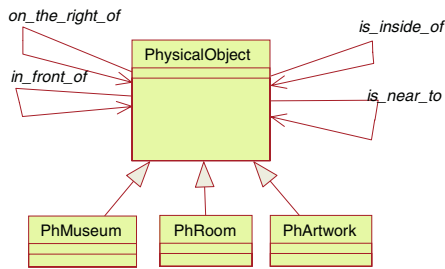 on_the_right_of
is_inside_of
PhysicalObject
in_front_of
is_near_to
PhMuseum
PhRoom
PhArtwork